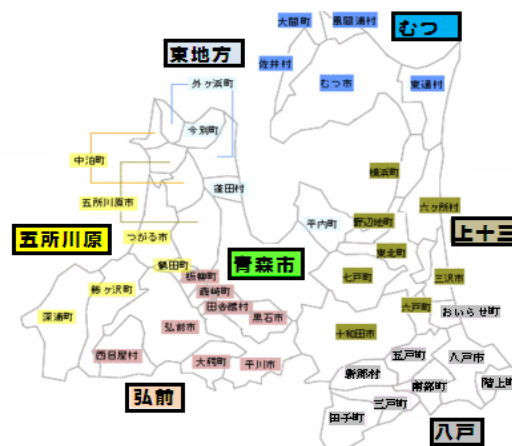 大間町
風間浦村
むつ
東地方
佐井村
外ヶ浜町
むつ市
東通村
今別町
中泊町
横浜町
蓬田村
五所川原市
六ヶ所村
平内町
野辺地町
つがる市
五所川原
上十三
東北町
青森市
鶴田町
板柳町
七戸町
三沢市
鰺ヶ沢町
藤崎町
田舎館村
六戸町
おいらせ町
深浦町
黒石市
弘前市
十和田市
西目屋村
五戸町
八戸市
大鰐町
平川市
新郷村
南部町
階上町
弘前
三戸町
田子町
八戸